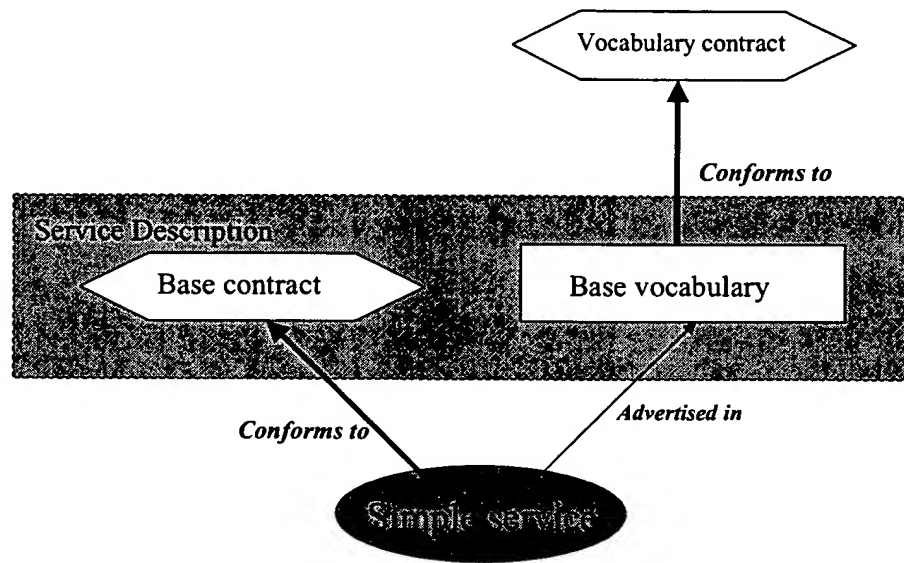 Vocabulary contract
Conforms to
Service Description
Base contract
Base vocabulary
Conforms to
Advertised in
Simple service